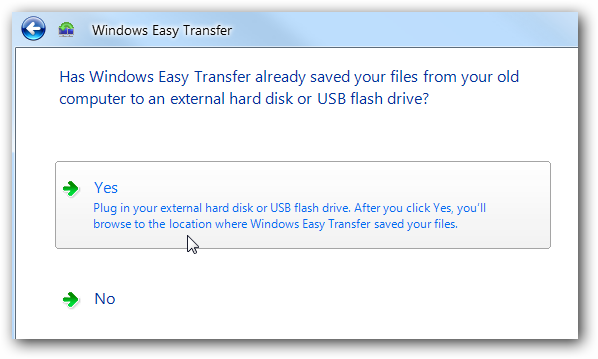 Windows Easy Transfer
Has Windows Easy Transfer already saved your files from your old
computer to an external hard disk or USB flash drive?
Yes
Plug in your external hard disk or USB flash drive. After you click Yes, you'll
browse to the location where Windows Easy Transfer saved your files.
No